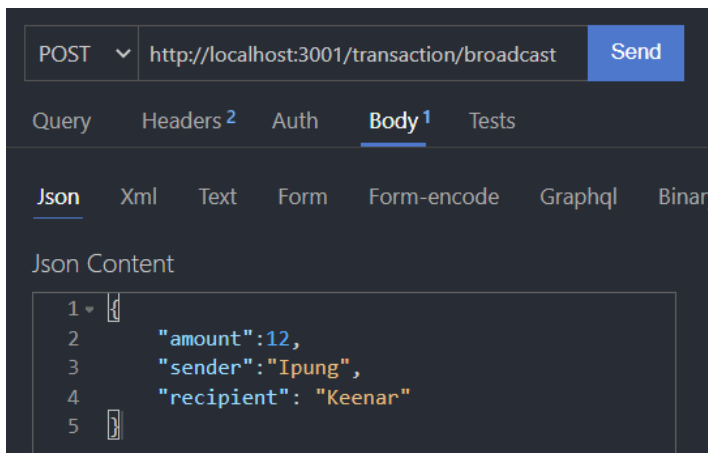 POST http://localhost:3001/transaction/broadcast Send
Query Headers 2 Auth Body 1 Tests
Json Xml Text Form Form-encode Graphql Binar
Json Content
1 {
2 "amount":12,
3 "sender":"Ipung",
4 "recipient": "Keenar"
5 }